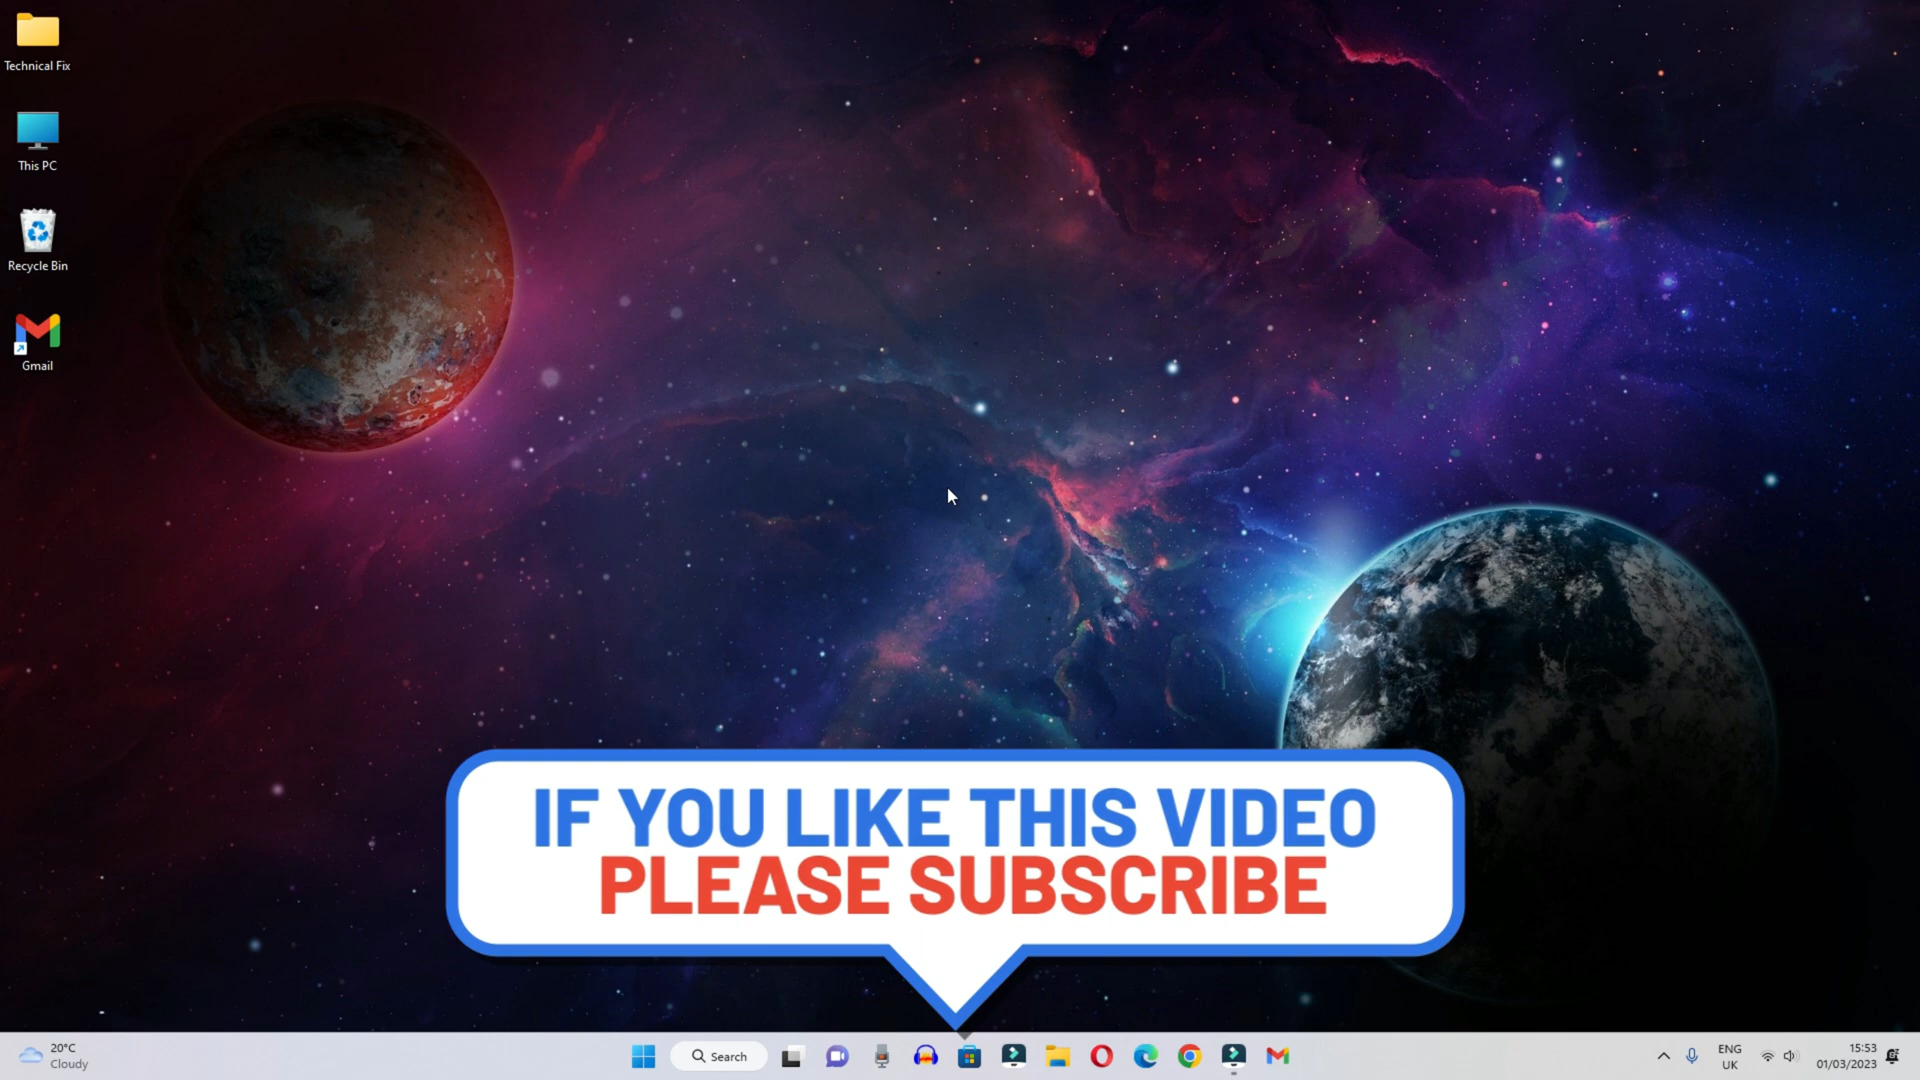 Technical Fix
This PC
Recycle Bin
Gmail
IF YOU LIKE THIS VIDEO
PLEASE SUBSCRIBE
20°C
Cloudy
Search
ENG
UK
15:53
01/03/2023